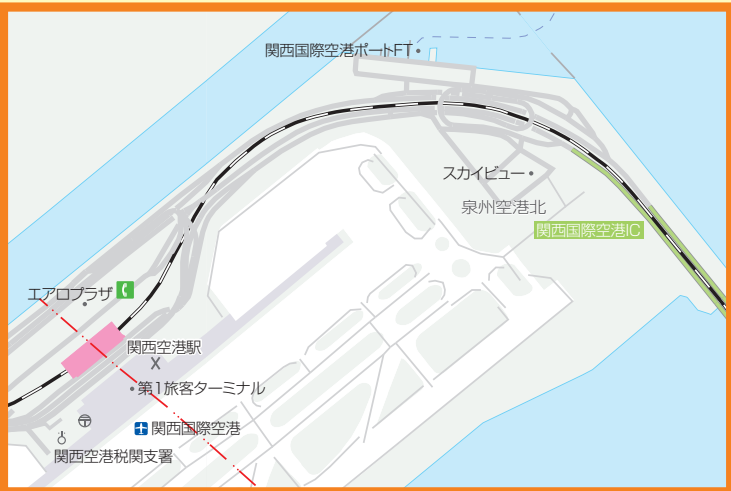 関西国際空港ポートFT
スカイビュー
泉州空港北
関西国際空港IC
エアロプラザ
関西空港駅
第1旅客ターミナル
関西国際空港
関西空港税関支署